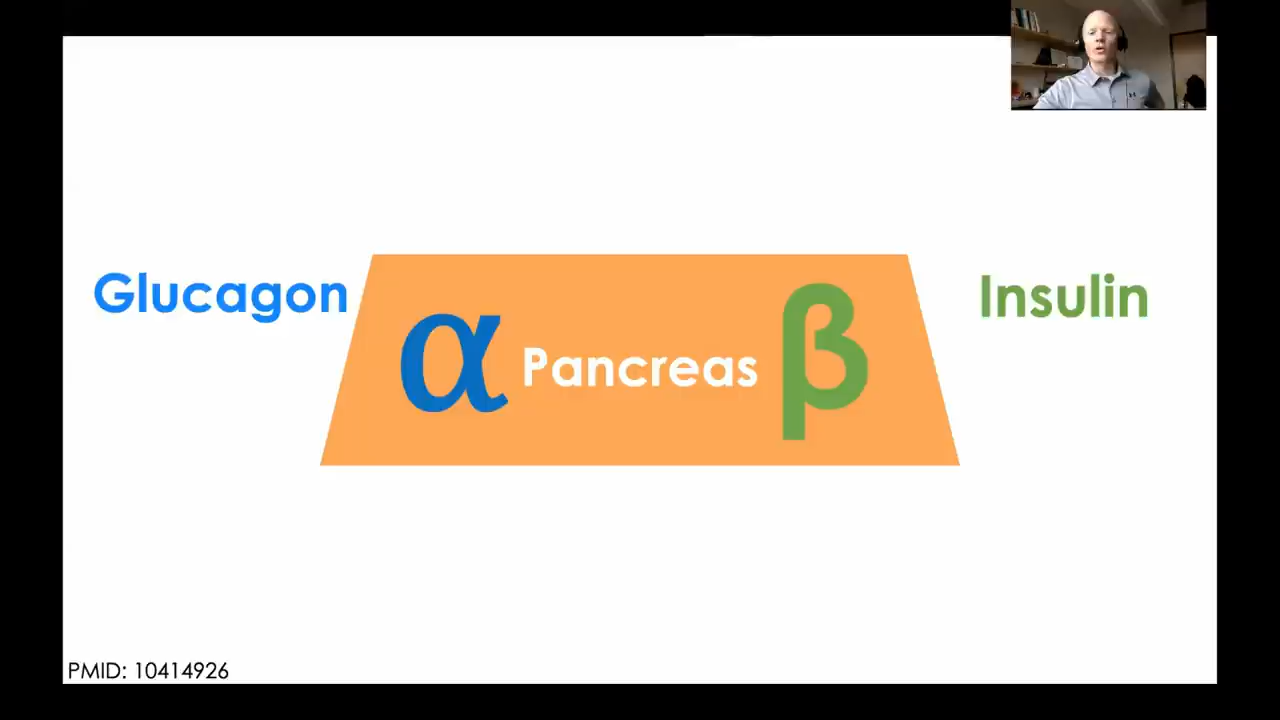 Glucagon
Insulin
α
Pancreas
β
PMID: 10414926